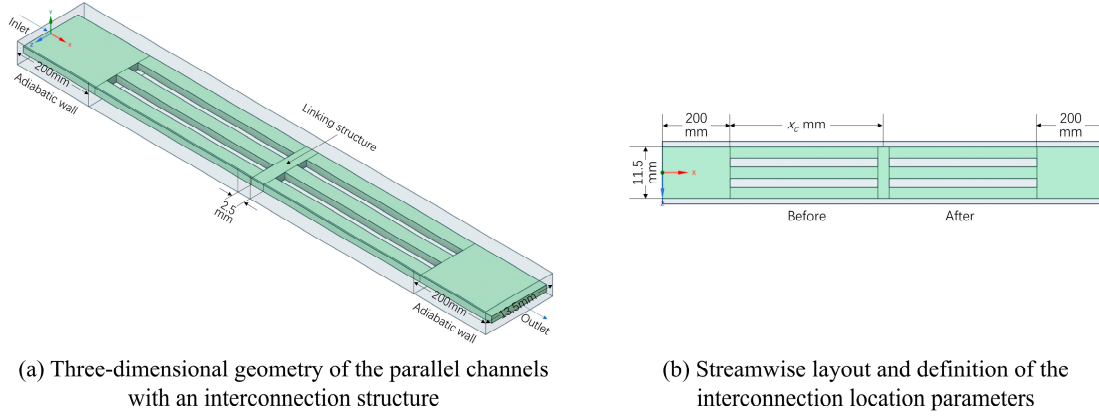 Y
Inlet
Z
X
200mm
Adiabatic wall
Linking structure
2.5
mm
200mm
Adiabatic wall
13.5mm
Outlet
(a) Three-dimensional geometry of the parallel channels
with an interconnection structure
200
mm
x_c mm
200
mm
11.5
mm
X
Z
Before
After
(b) Streamwise layout and definition of the
interconnection location parameters